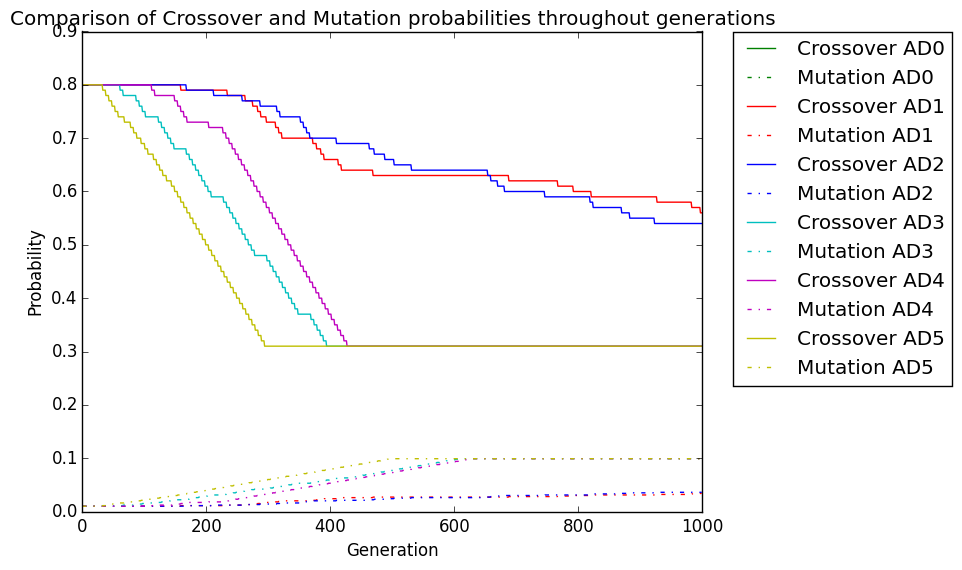 Comparison of Crossover and Mutation probabilities throughout generations
0.9
0.8
0.7
0.6
0.5
0.4
0.3
0.2
0.1
0.0
Probability
0 200 400 600 800 1000
Generation
Crossover AD0
Mutation AD0
Crossover AD1
Mutation AD1
Crossover AD2
Mutation AD2
Crossover AD3
Mutation AD3
Crossover AD4
Mutation AD4
Crossover AD5
Mutation AD5